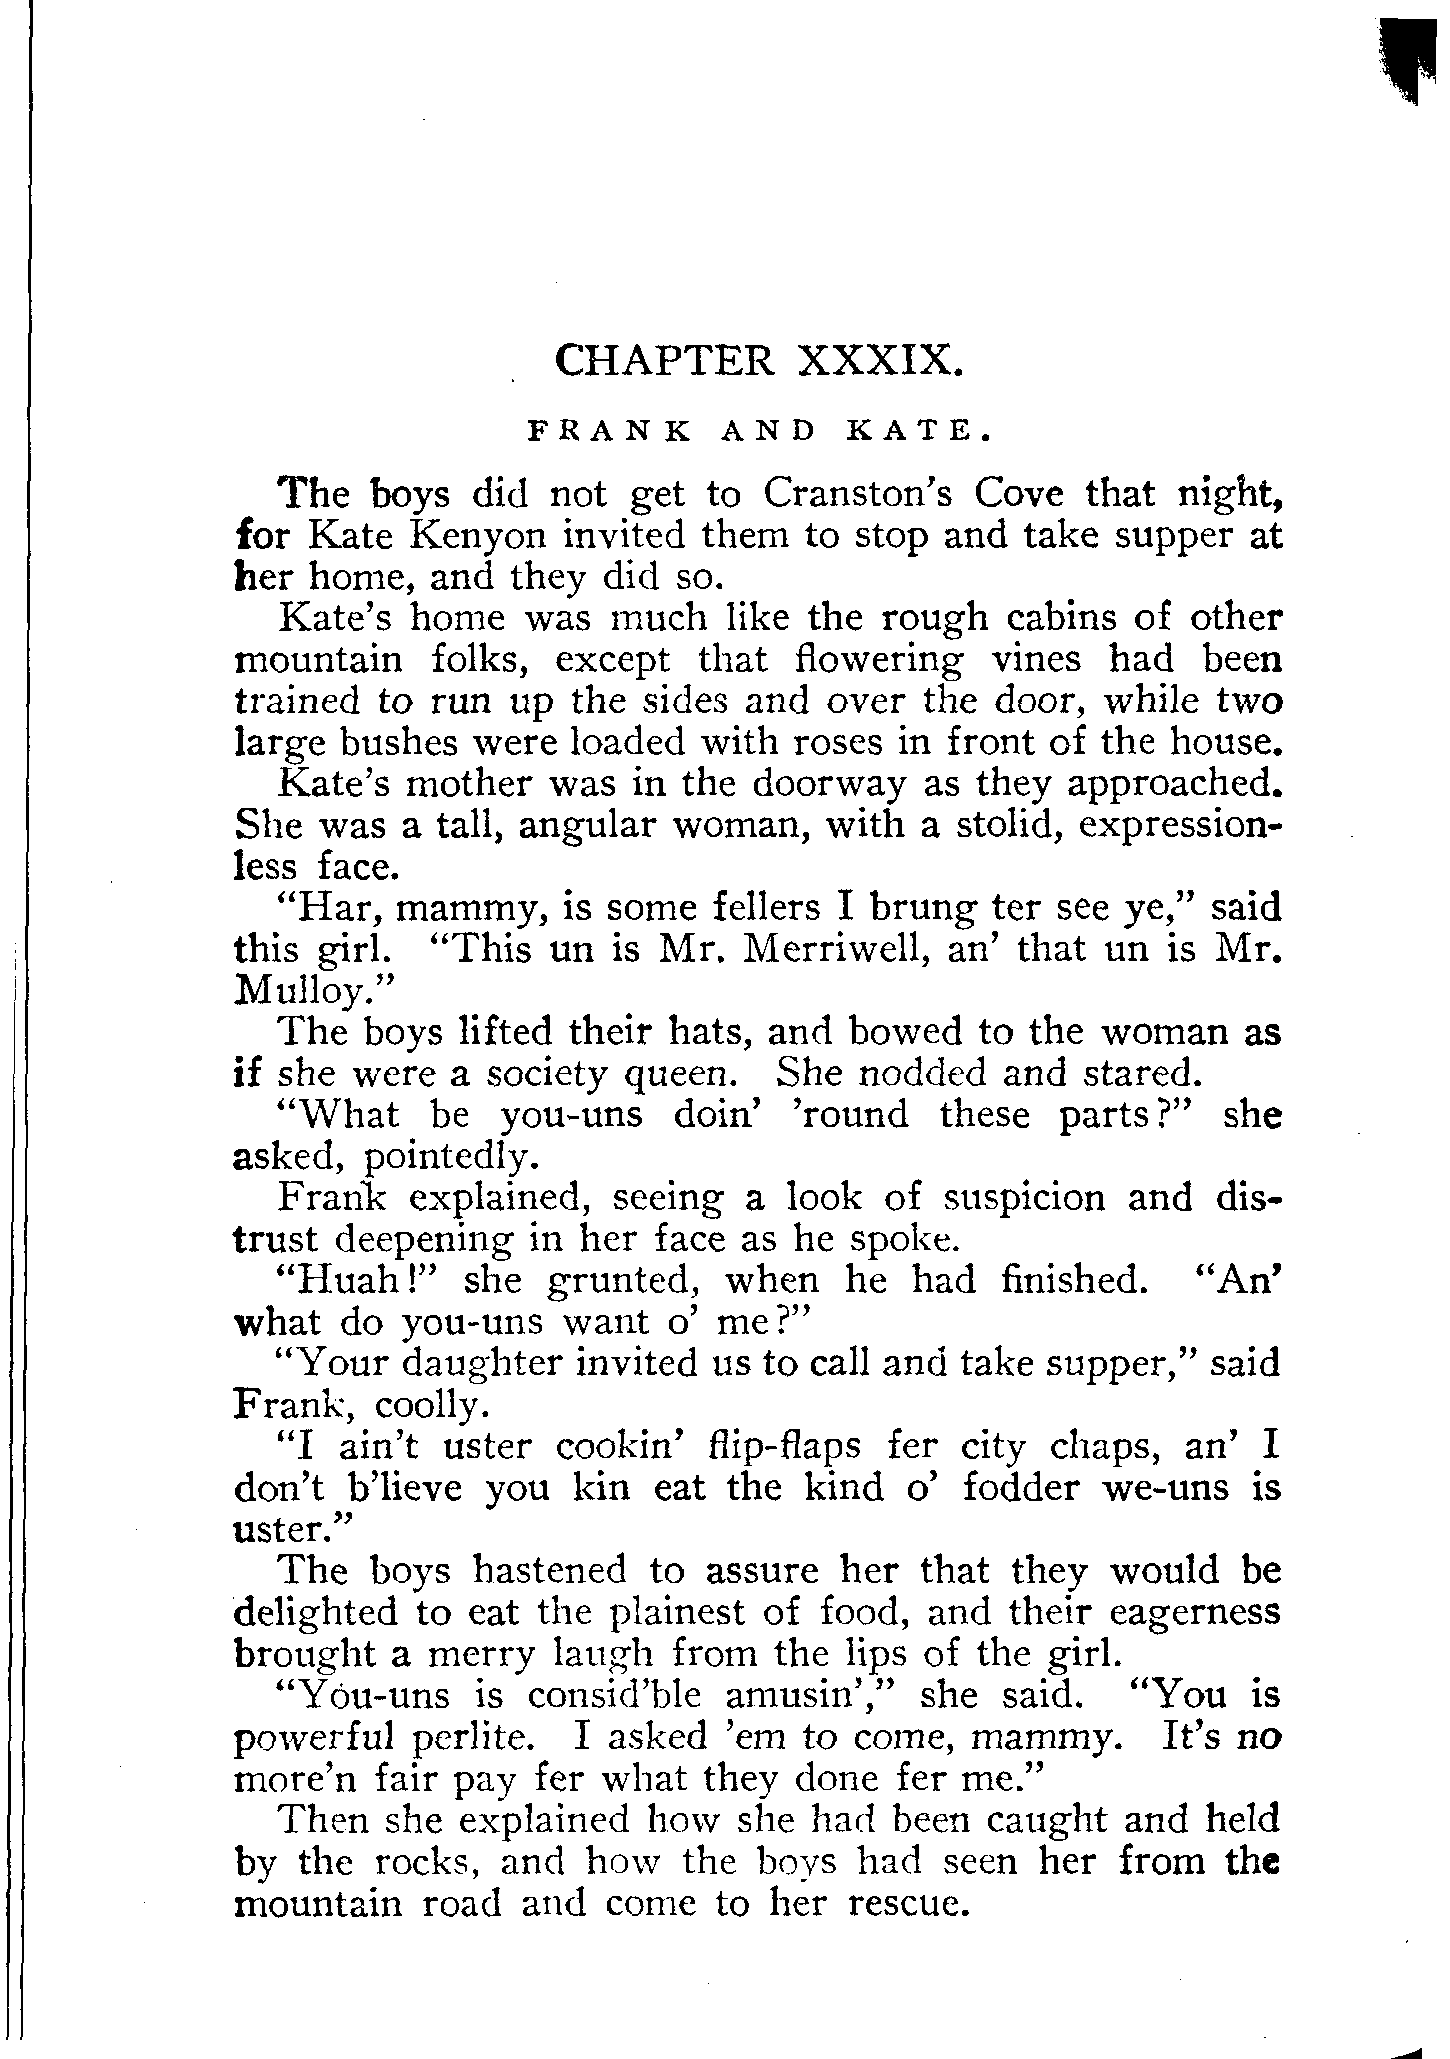 CHAPTER XXXIX.
FRANK AND KATE.
The boys did not get to Cranston's Cove that night,
for Kate Kenyon invited them to stop and take supper at
her home, and they did so.
Kate's home was much like the rough cabins of other
mountain folks, except that flowering vines had been
trained to run up the sides and over the door, while two
large bushes were loaded with roses in front of the house.
Kate's mother was in the doorway as they approached.
She was a tall, angular woman, with a stolid, expression-
less face.
"Har, mammy, is some fellers I brung ter see ye," said
this girl. "This un is Mr. Merriwell, an' that un is Mr.
Mulloy."
The boys lifted their hats, and bowed to the woman as
if she were a society queen. She nodded and stared.
"What be you-uns doin' 'round these parts?" she
asked, pointedly.
Frank explained, seeing a look of suspicion and dis-
trust deepening in her face as he spoke.
"Huah!" she grunted, when he had finished. "An'
what do you-uns want o' me?"
"Your daughter invited us to call and take supper," said
Frank, coolly.
"I ain't uster cookin' flip-flaps fer city chaps, an' I
don't b'lieve you kin eat the kind o' fodder we-uns is
uster."
The boys hastened to assure her that they would be
delighted to eat the plainest of food, and their eagerness
brought a merry laugh from the lips of the girl.
"You-uns is consid'ble amusin'," she said. "You is
powerful perlite. I asked 'em to come, mammy. It's no
more'n fair pay fer what they done fer me."
Then she explained how she had been caught and held
by the rocks, and how the boys had seen her from the
mountain road and come to her rescue.